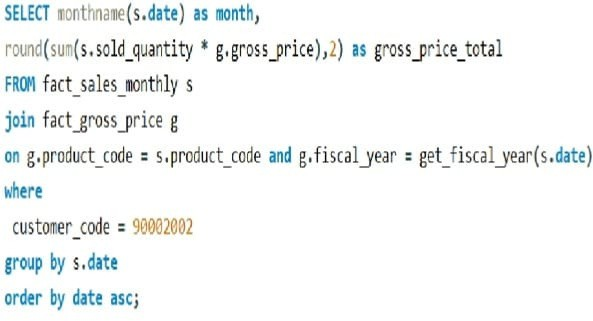 SELECT monthname(s.date) as month,
round(sum(s.sold_quantity * g.gross_price),2) as gross_price_total
FROM fact_sales_monthly s
join fact_gross_price g
on g.product_code = s.product_code and g.fiscal_year = get_fiscal_year(s.date)
where
customer_code = 90002002
group by s.date
order by date asc;